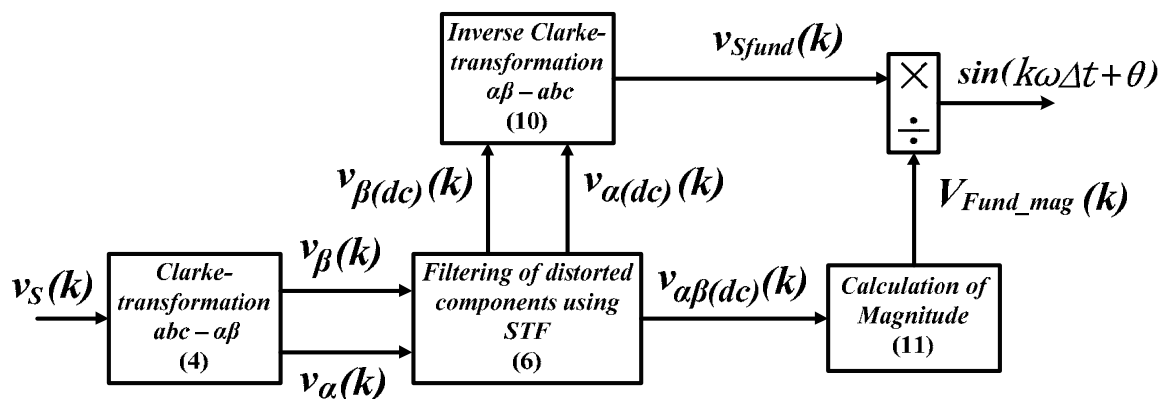 Inverse Clarke-
transformation
αβ – abc
(10)
v_Sfund(k)
×
÷
sin(kωΔt+θ)
v_β(dc)(k)
v_α(dc)(k)
V_Fund_mag (k)
v_S(k)
Clarke-
transformation
abc – αβ
(4)
v_β(k)
v_α(k)
Filtering of distorted
components using
STF
(6)
v_αβ(dc)(k)
Calculation of
Magnitude
(11)